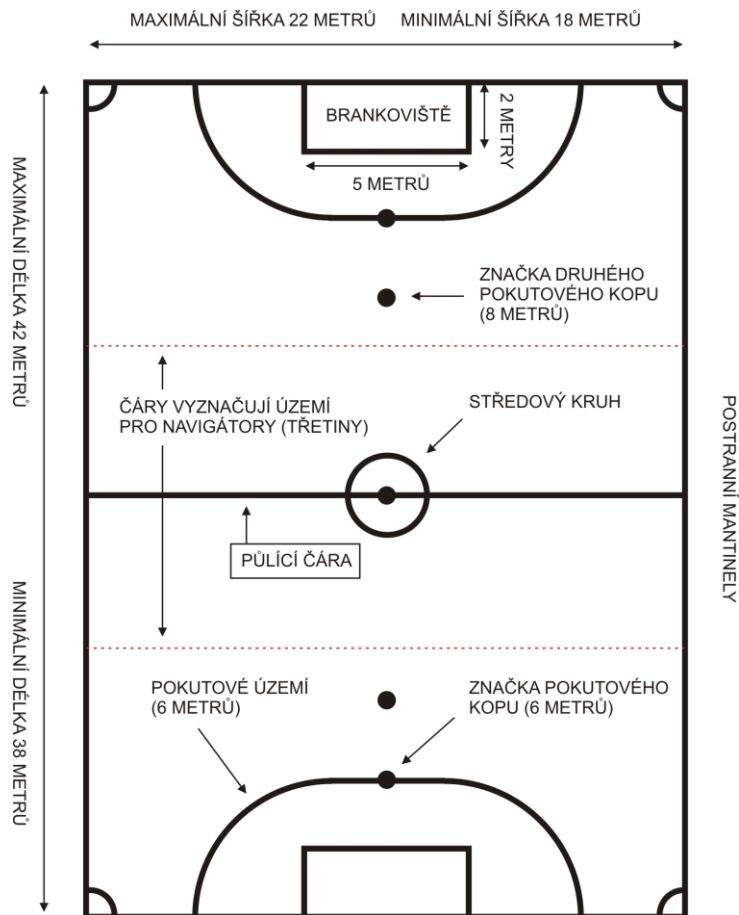 MAXIMÁLNÍ ŠÍŘKA 22 METRŮ MINIMÁLNÍ ŠÍŘKA 18 METRŮ
BRANKOVIŠTĚ
2 METRY
5 METRŮ
MAXIMÁLNÍ DÉLKA 42 METRŮ
ZNAČKA DRUHÉHO
POKUTOVÉHO KOPU
(8 METRŮ)
ČÁRY VYZNAČUJÍ ÚZEMÍ
PRO NAVIGÁTORY (TŘETINY)
STŘEDOVÝ KRUH
POSTRANNÍ MANTINELY
PŮLÍCÍ ČÁRA
MINIMÁLNÍ DÉLKA 38 METRŮ
POKUTOVÉ ÚZEMÍ
(6 METRŮ)
ZNAČKA POKUTOVÉHO
KOPU (6 METRŮ)